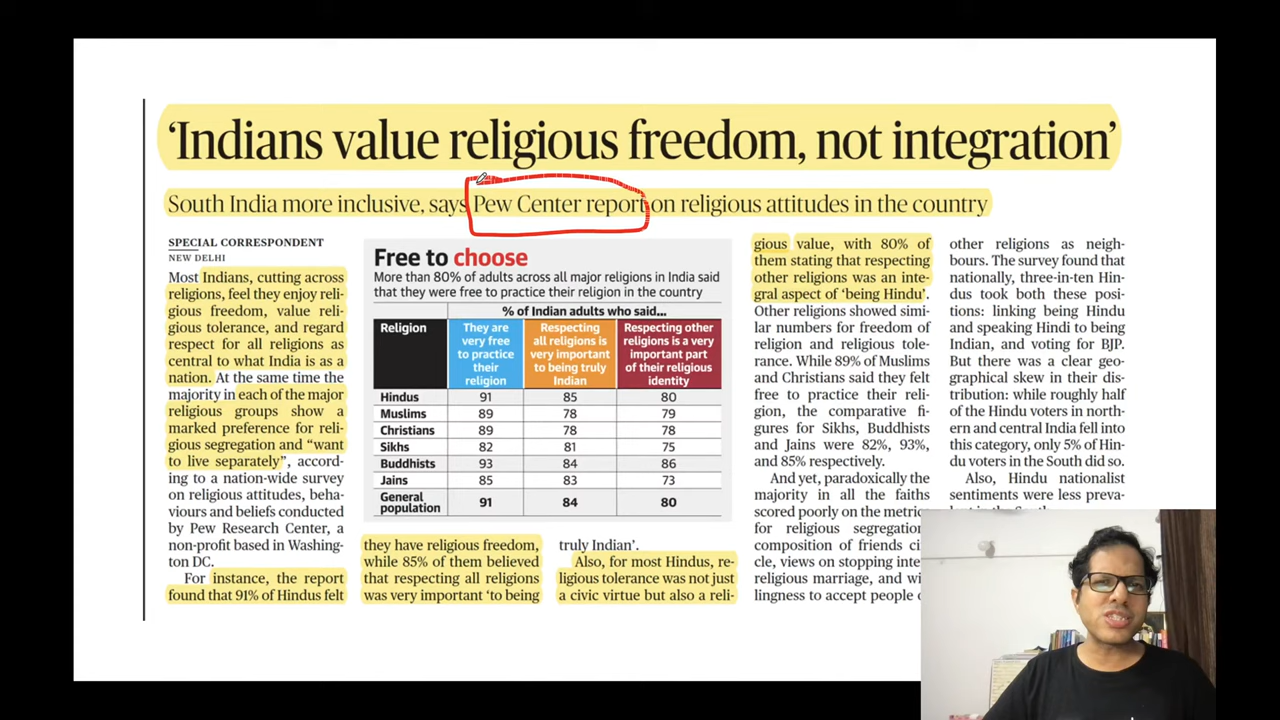 ‘Indians value religious freedom, not integration’
South India more inclusive, says Pew Center report on religious attitudes in the country
SPECIAL CORRESPONDENT
NEW DELHI
Most Indians, cutting across
religions, feel they enjoy reli-
gious freedom, value reli-
gious tolerance, and regard
respect for all religions as
central to what India is as a
nation. At the same time the
majority in each of the major
religious groups show a
marked preference for reli-
gious segregation and “want
to live separately”, accord-
ing to a nation-wide survey
on religious attitudes, beha-
viours and beliefs conducted
by Pew Research Center, a
non-profit based in Washing-
ton DC.
For instance, the report
found that 91% of Hindus felt
Free to choose
More than 80% of adults across all major religions in India said
that they were free to practice their religion in the country
% of Indian adults who said...
Religion
They are
very free
to practice
their
religion
Respecting
all religions is
very important
to being truly
Indian
Respecting other
religions is a very
important part
of their religious
identity
Hindus 91 85 80
Muslims 89 78 79
Christians 89 78 78
Sikhs 82 81 75
Buddhists 93 84 86
Jains 85 83 73
General
population 91 84 80
they have religious freedom,
while 85% of them believed
that respecting all religions
was very important ‘to being
truly Indian’.
Also, for most Hindus, re-
ligious tolerance was not just
a civic virtue but also a reli-
gious value, with 80% of
them stating that respecting
other religions was an inte-
gral aspect of ‘being Hindu’.
Other religions showed simi-
lar numbers for freedom of
religion and religious tole-
rance. While 89% of Muslims
and Christians said they felt
free to practice their reli-
gion, the comparative fi-
gures for Sikhs, Buddhists
and Jains were 82%, 93%,
and 85% respectively.
And yet, paradoxically the
majority in all the faiths
scored poorly on the metric
for religious segregation
composition of friends ci
cle, views on stopping inte
religious marriage, and wi
lingness to accept people
other religions as neigh-
bours. The survey found that
nationally, three-in-ten Hin-
dus took both these posi-
tions: linking being Hindu
and speaking Hindi to being
Indian, and voting for BJP.
But there was a clear geo-
graphical skew in their dis-
tribution: while roughly half
of the Hindu voters in north-
ern and central India fell into
this category, only 5% of Hin-
du voters in the South did so.
Also, Hindu nationalist
sentiments were less preva-